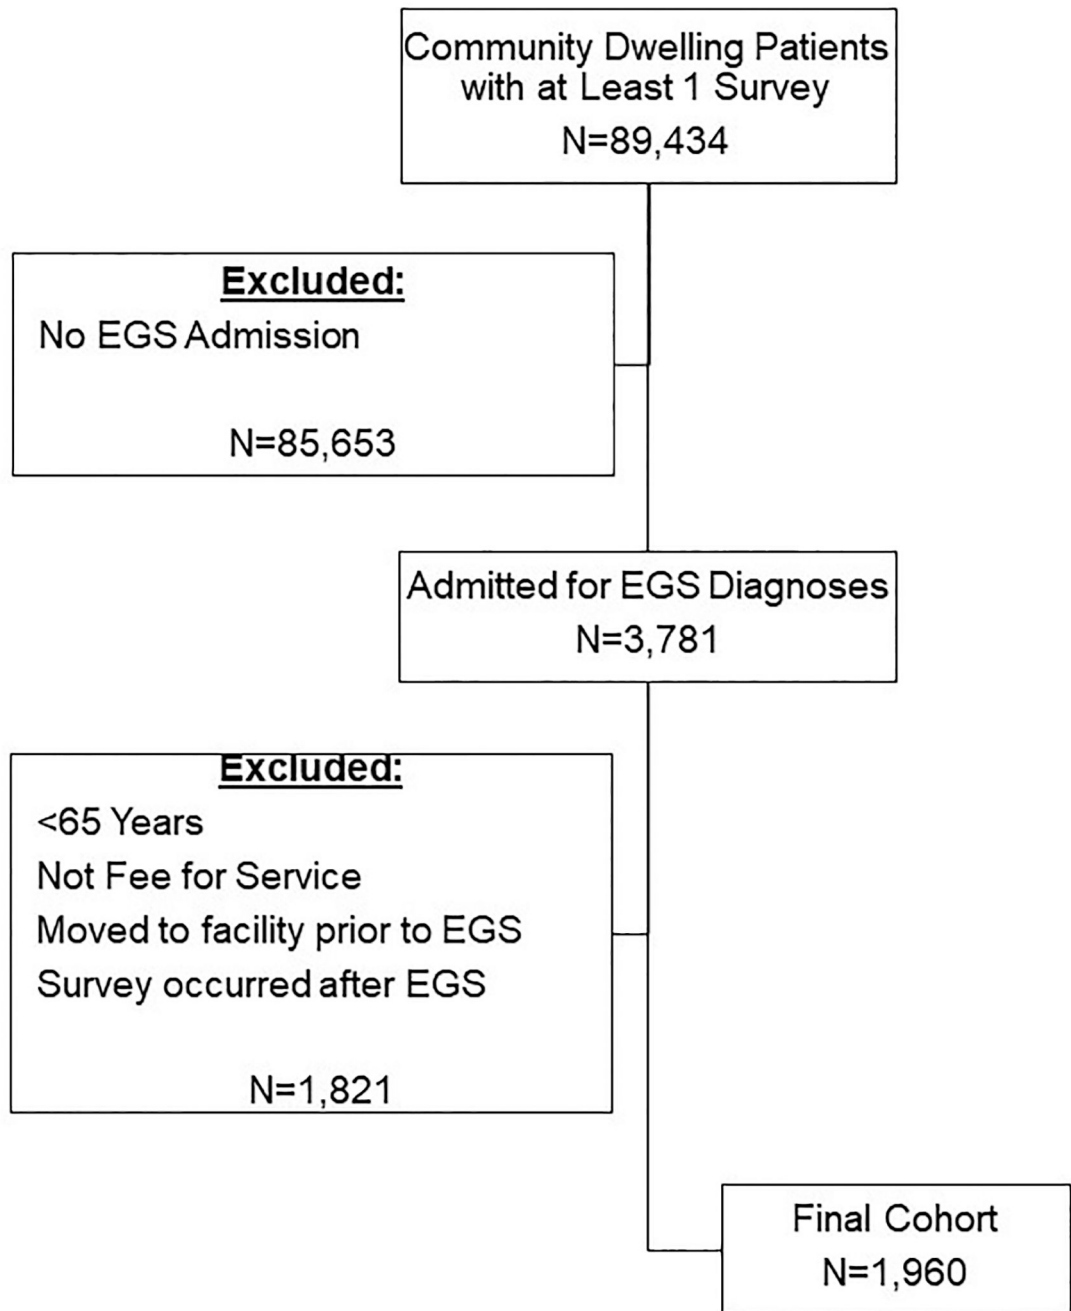 Community Dwelling Patients
with at Least 1 Survey
N=89,434
Excluded:
No EGS Admission
N=85,653
Admitted for EGS Diagnoses
N=3,781
Excluded:
<65 Years
Not Fee for Service
Moved to facility prior to EGS
Survey occurred after EGS
N=1,821
Final Cohort
N=1,960